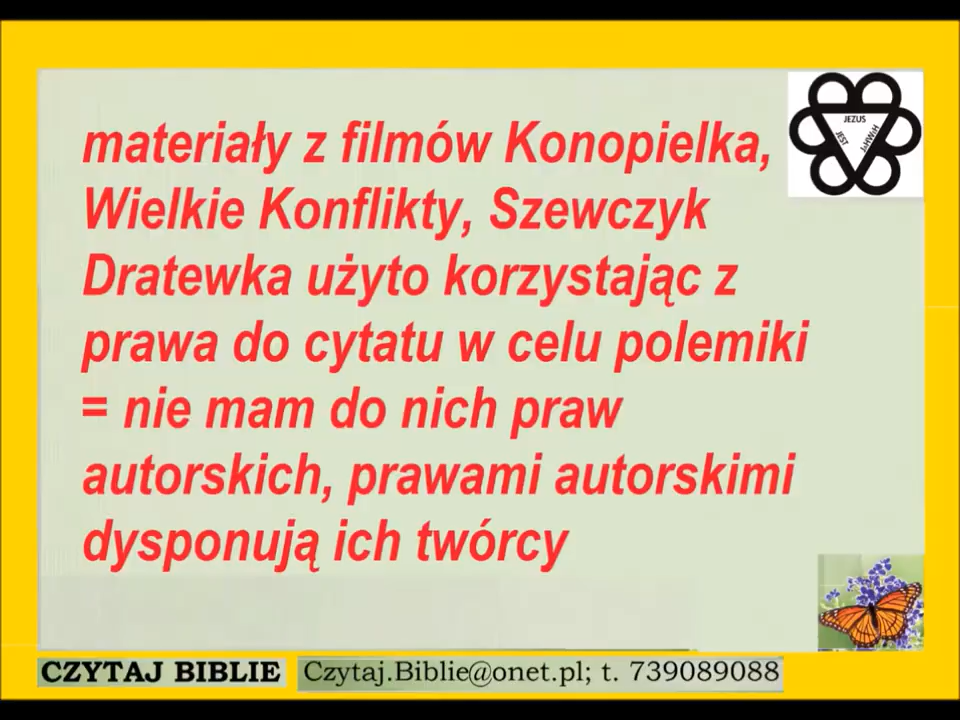 materiały z filmów Konopielka,
Wielkie Konflikty, Szewczyk
Dratewka użyto korzystając z
prawa do cytatu w celu polemiki
= nie mam do nich praw
autorskich, prawami autorskimi
dysponują ich twórcy
JEZUS
JEST
JaHWeH
CZYTAJ BIBLIE
Czytaj.Biblie@onet.pl; t. 739089088